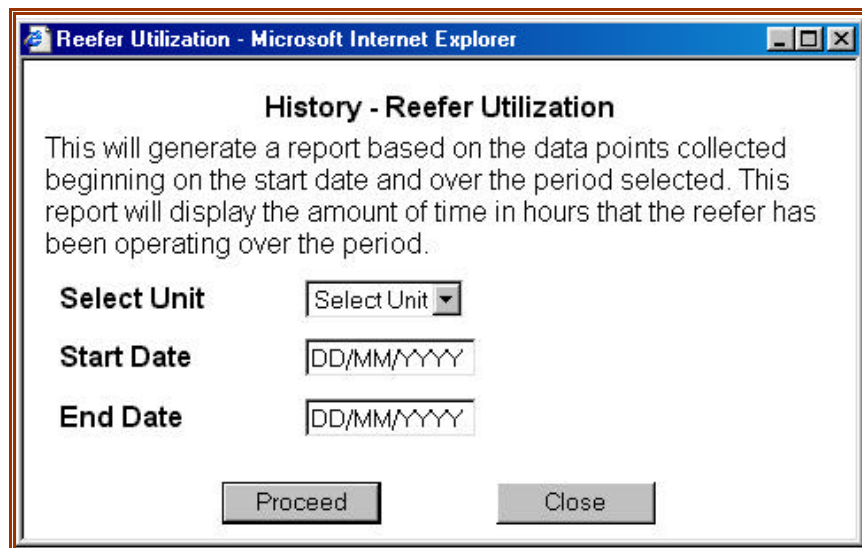 Reefer Utilization - Microsoft Internet Explorer
History - Reefer Utilization
This will generate a report based on the data points collected
beginning on the start date and over the period selected. This
report will display the amount of time in hours that the reefer has
been operating over the period.
Select Unit Select Unit
Start Date DD/MM/YYYY
End Date DD/MM/YYYY
Proceed Close